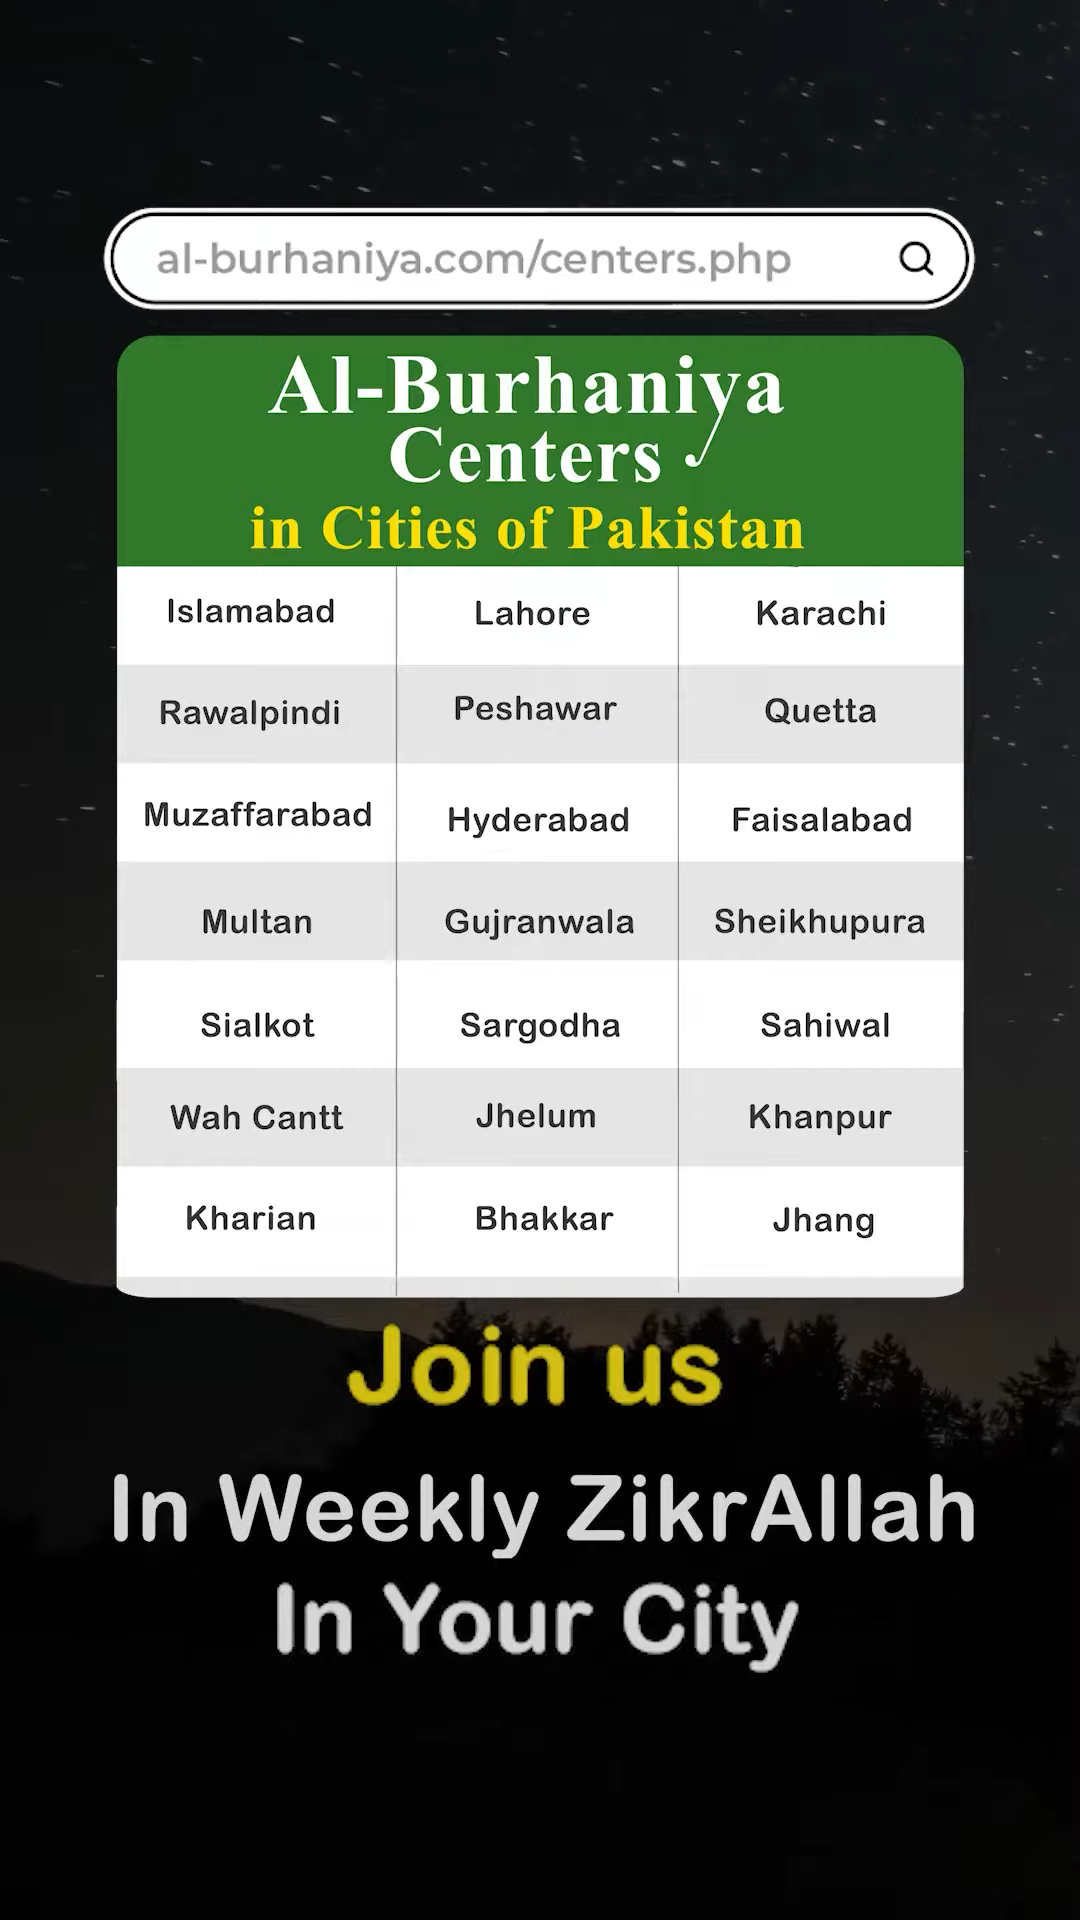 al-burhaniya.com/centers.php
Al-Burhaniya
Centers
in Cities of Pakistan
Islamabad Lahore Karachi
Rawalpindi Peshawar Quetta
Muzaffarabad Hyderabad Faisalabad
Multan Gujranwala Sheikhupura
Sialkot Sargodha Sahiwal
Wah Cantt Jhelum Khanpur
Kharian Bhakkar Jhang
Join us
In Weekly ZikrAllah
In Your City